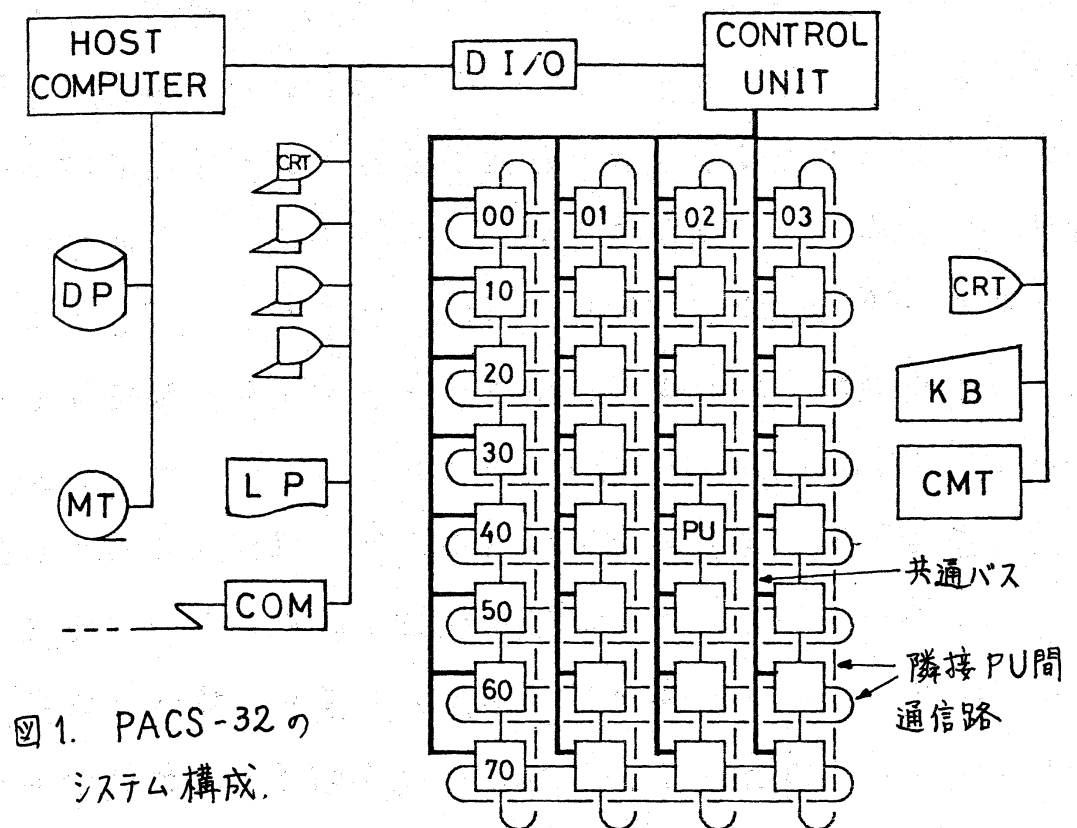 HOST
COMPUTER
D I/O
CONTROL
UNIT
CRT
00
01
02
03
DP
10
CRT
20
K B
30
MT
L P
CMT
40
PU
共通バス
COM
50
隣接PU間
通信路
60
図1. PACS-32の
システム構成.
70